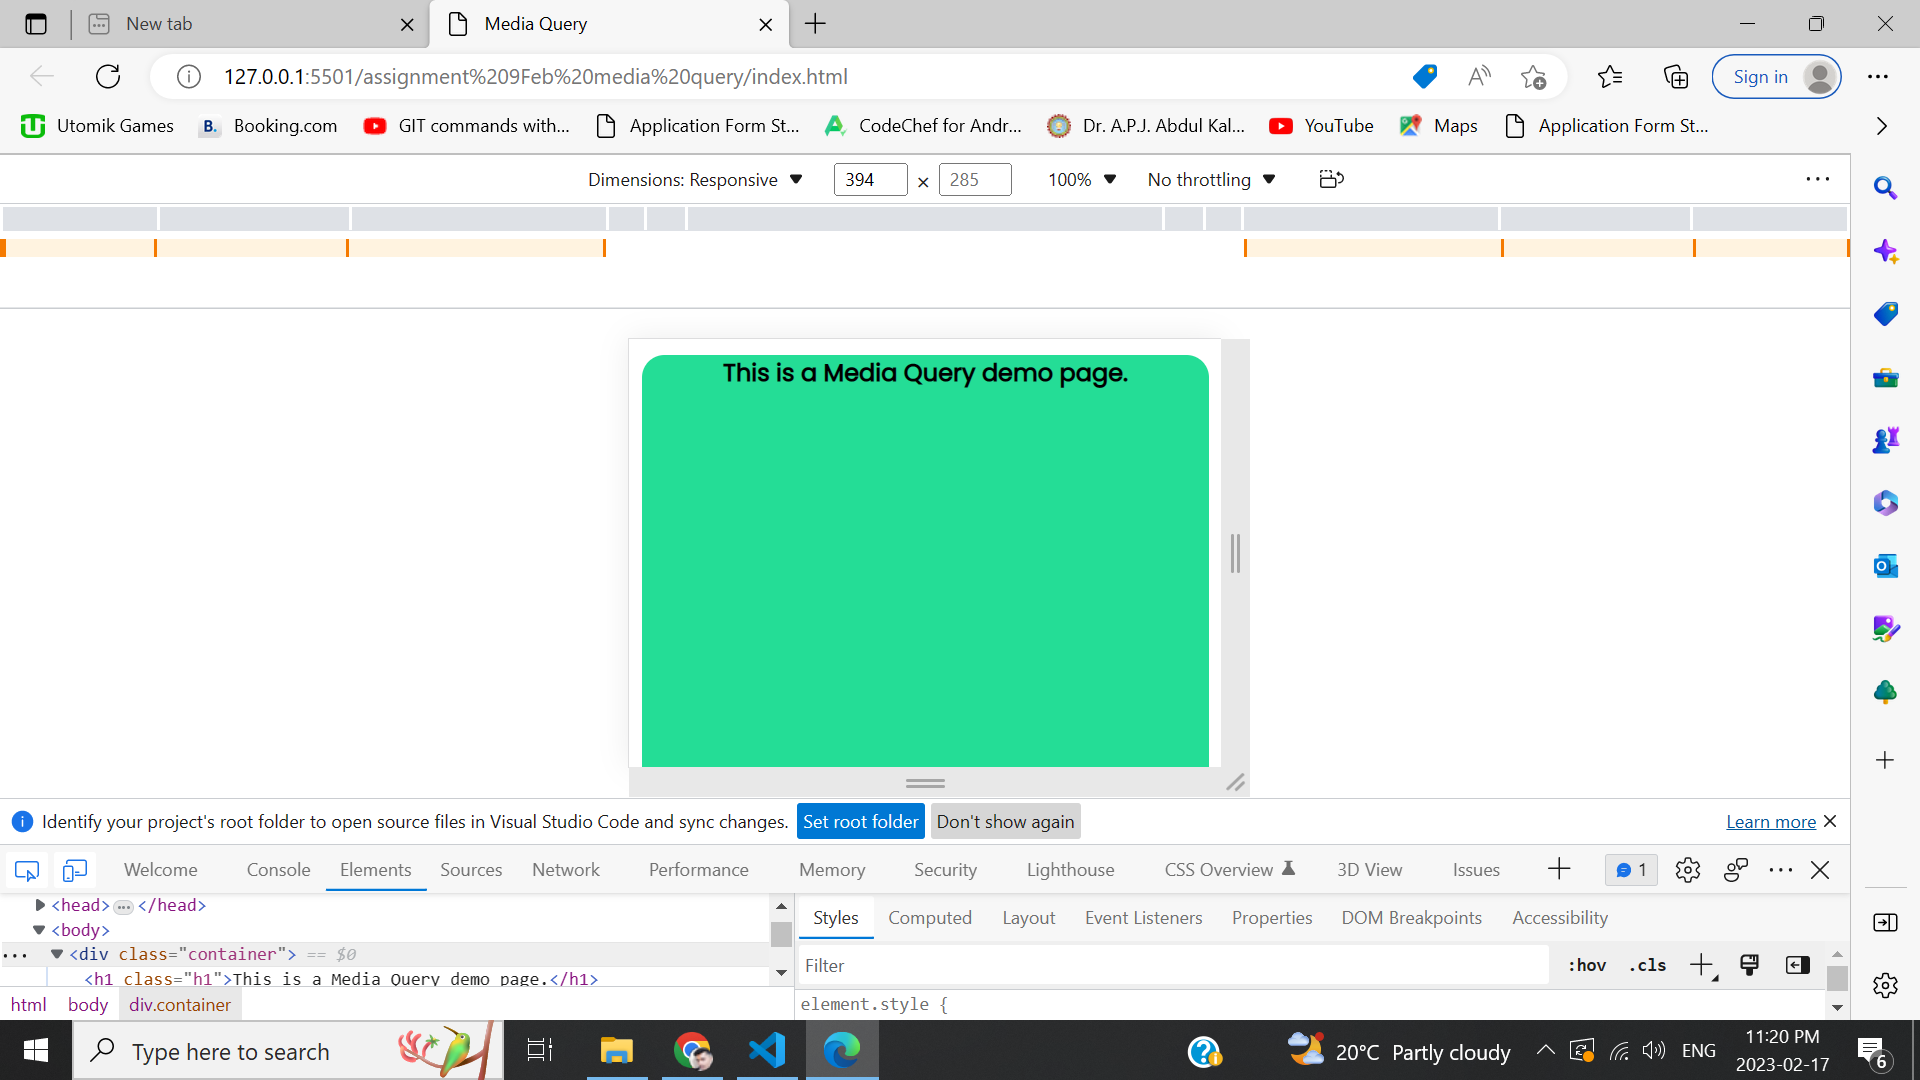 New tab
Media Query
127.0.0.1:5501/assignment%209Feb%20media%20query/index.html
Sign in
Utomik Games
B. Booking.com
GIT commands with...
Application Form St...
CodeChef for Andr...
Dr. A.P.J. Abdul Kal...
YouTube
Maps
Application Form St...
Dimensions: Responsive
394 × 285
100%
No throttling
This is a Media Query demo page.
Identify your project's root folder to open source files in Visual Studio Code and sync changes.
Set root folder
Don't show again
Learn more
Welcome
Console
Elements
Sources
Network
Performance
Memory
Security
Lighthouse
CSS Overview
3D View
Issues
1
<head>...</head>
<body>
... <div class="container"> == $0
<h1 class="h1">This is a Media Query demo page.</h1>
html body div.container
Styles
Computed
Layout
Event Listeners
Properties
DOM Breakpoints
Accessibility
Filter
:hov .cls
element.style {
Type here to search
20°C Partly cloudy
ENG
11:20 PM
2023-02-17
6